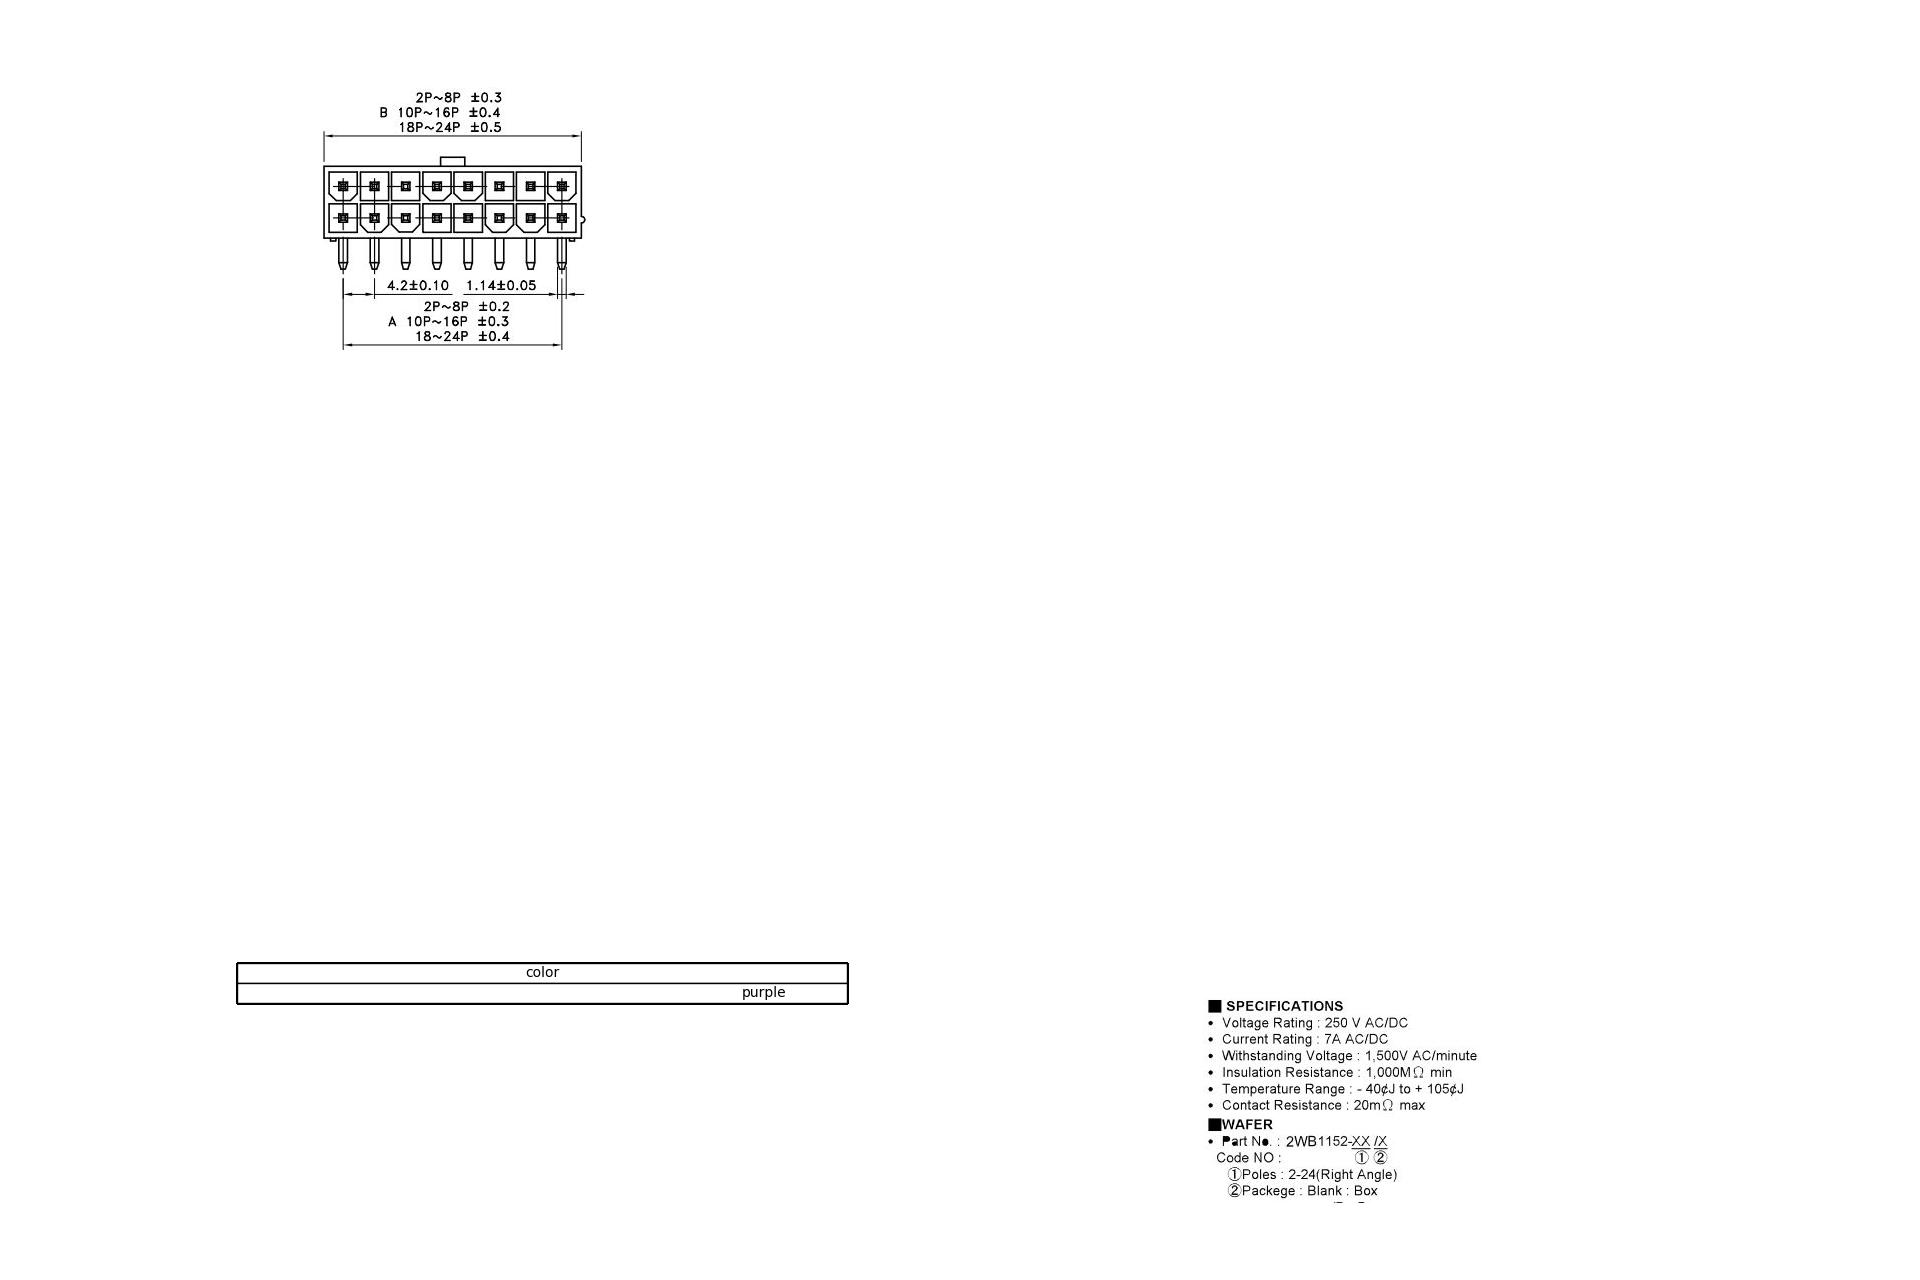 2P~8P ±0.3
B 10P~16P ±0.4
18P~24P ±0.5
4.2±0.10 1.14±0.05
2P~8P ±0.2
A 10P~16P ±0.3
18~24P ±0.4
color
purple
■ SPECIFICATIONS
• Voltage Rating : 250 V AC/DC
• Current Rating : 7A AC/DC
• Withstanding Voltage : 1,500V AC/minute
• Insulation Resistance : 1,000MΩ min
• Temperature Range : - 40¢J to + 105¢J
• Contact Resistance : 20mΩ max
■WAFER
• Part No. : 2WB1152-XX /X
Code NO : ① ②
①Poles : 2-24(Right Angle)
②Packege : Blank : Box